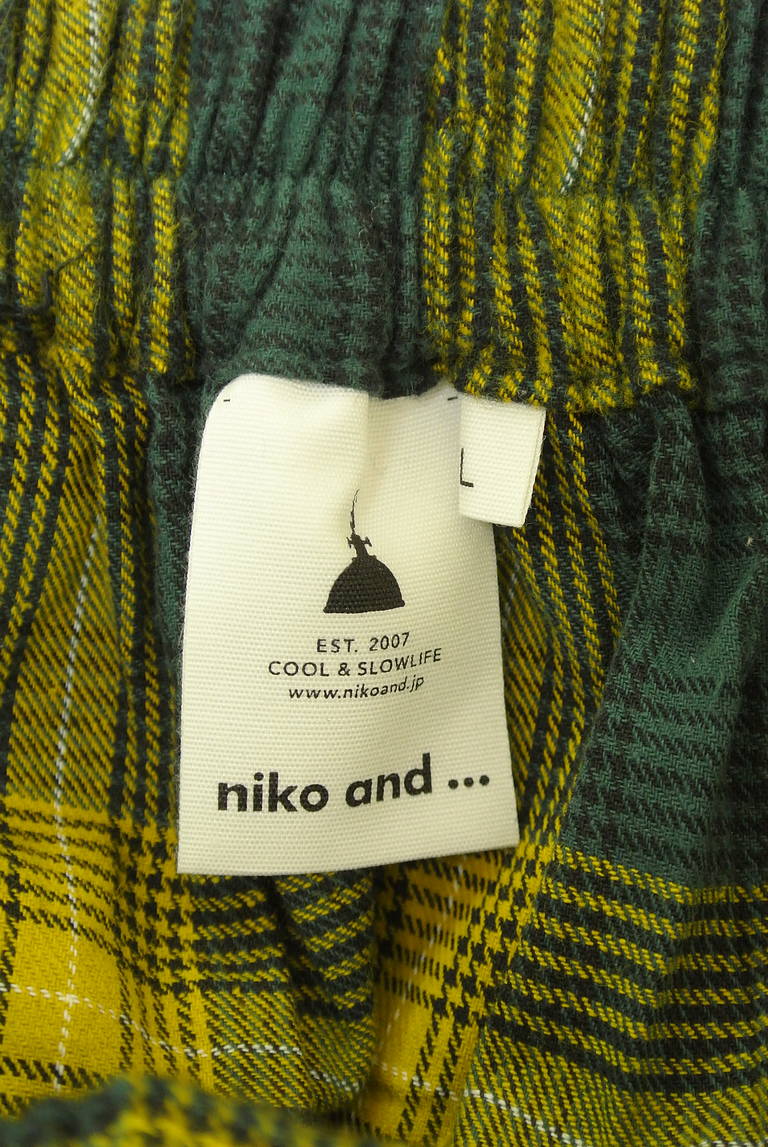 L
EST. 2007
COOL & SLOWLIFE
www.nikoand.jp
niko and ...